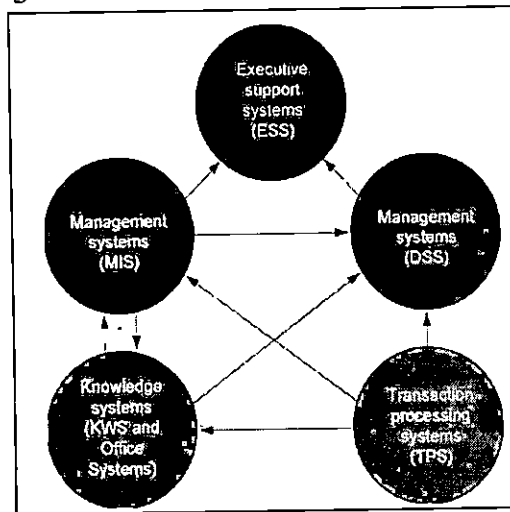 Executive
support
systems
(ESS)
Management
systems
(MIS)
Management
systems
(DSS)
Knowledge
systems
(KWS and
Office
Systems)
Transaction
processing
systems
(TPS)